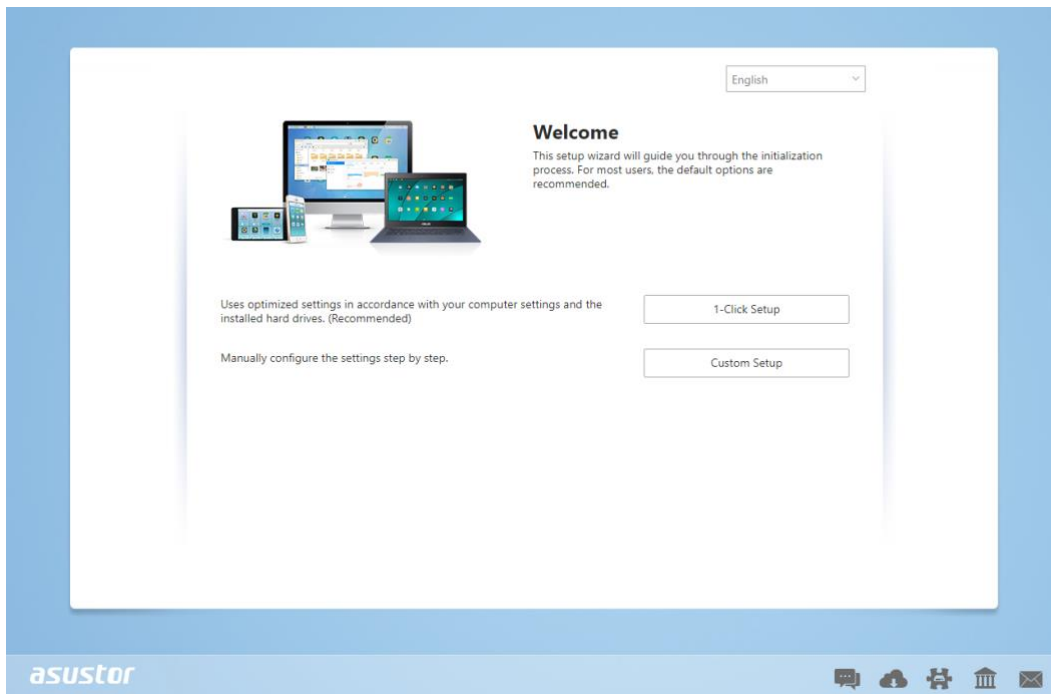 English
Welcome
This setup wizard will guide you through the initialization
process. For most users, the default options are
recommended.
Uses optimized settings in accordance with your computer settings and the
installed hard drives. (Recommended)
1-Click Setup
Manually configure the settings step by step.
Custom Setup
asustor